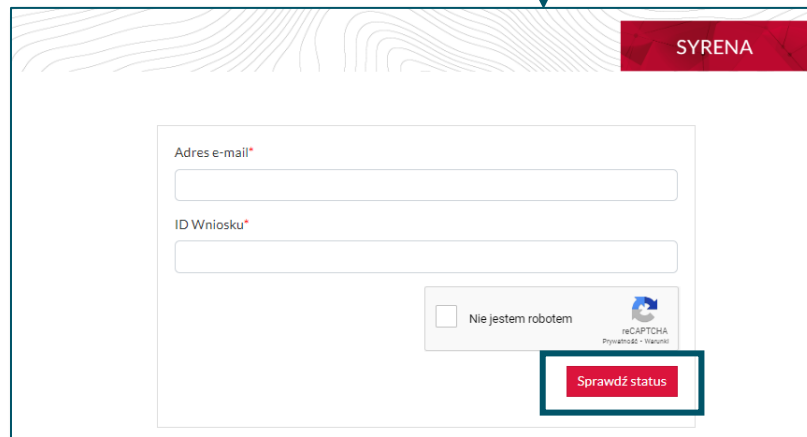 SYRENA
Adres e-mail*
ID Wniosku*
Nie jestem robotem
reCAPTCHA
Prywatność - Warunki
Sprawdź status